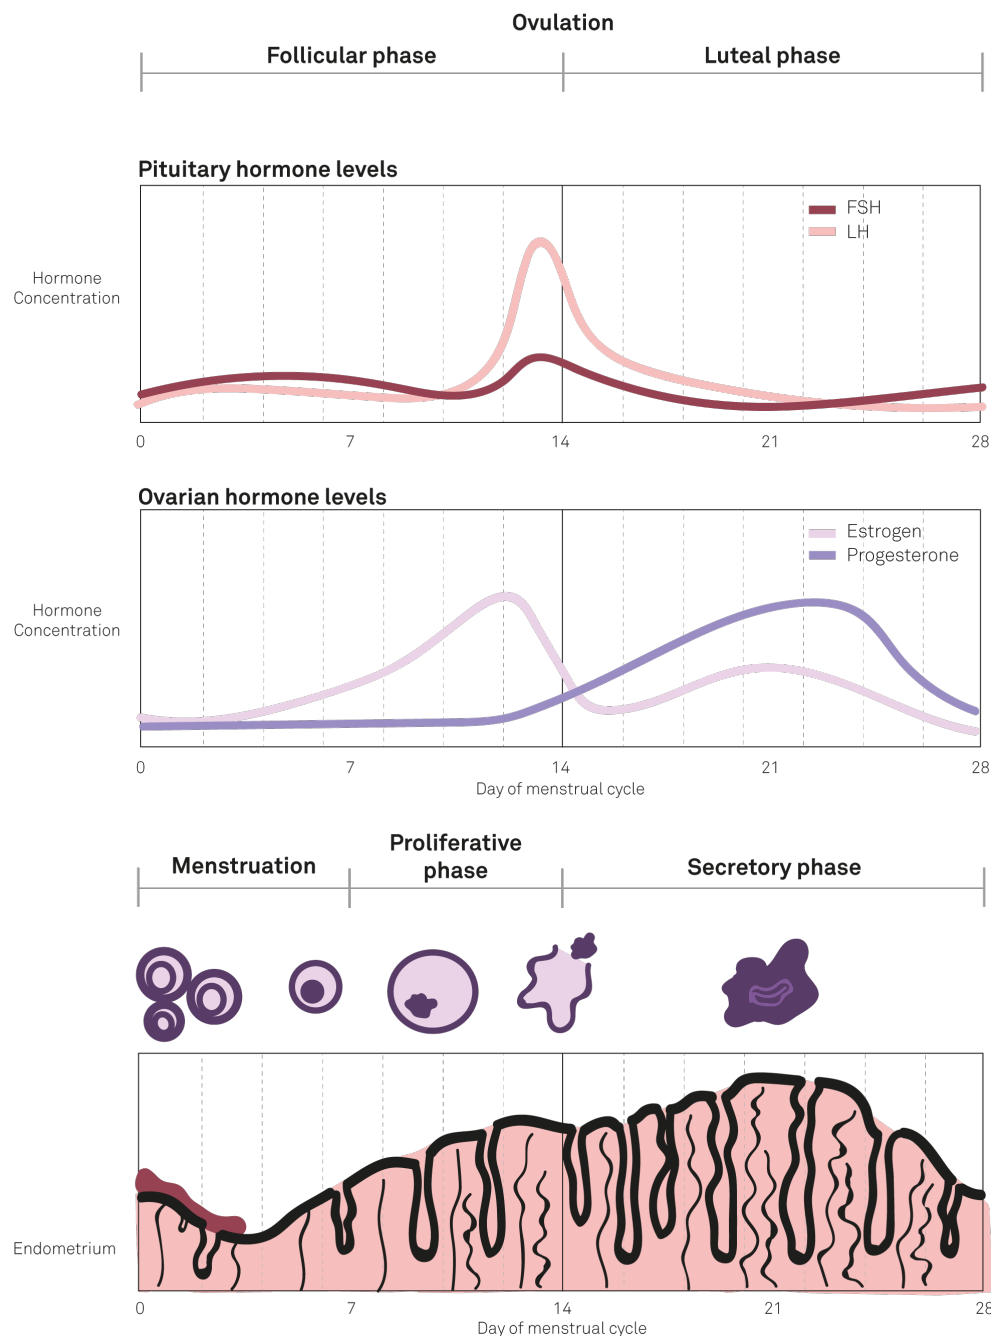 Ovulation
Follicular phase
Luteal phase
Pituitary hormone levels
FSH
LH
Hormone
Concentration
0 7 14 21 28
Ovarian hormone levels
Estrogen
Progesterone
Hormone
Concentration
0 7 14 21 28
Day of menstrual cycle
Menstruation
Proliferative
phase
Secretory phase
Endometrium
0 7 14 21 28
Day of menstrual cycle